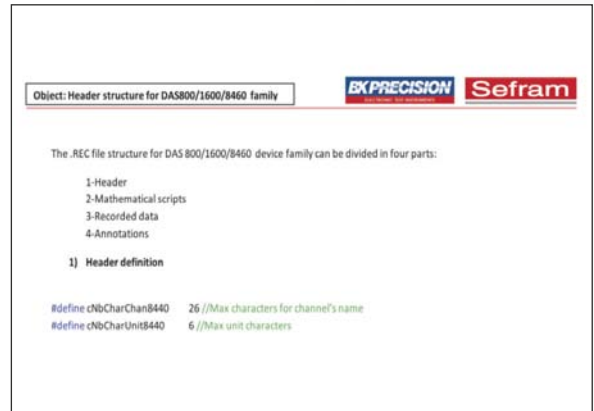 BK PRECISION Sefram
Object: Header structure for DAS800/1600/8460 family
The .REC file structure for DAS 800/1600/8460 device family can be divided in four parts:
1-Header
2-Mathematical scripts
3-Recorded data
4-Annotations
1) Header definition
#define cNbCharChan8440 26 //Max characters for channel's name
#define cNbCharUnit8440 6 //Max unit characters